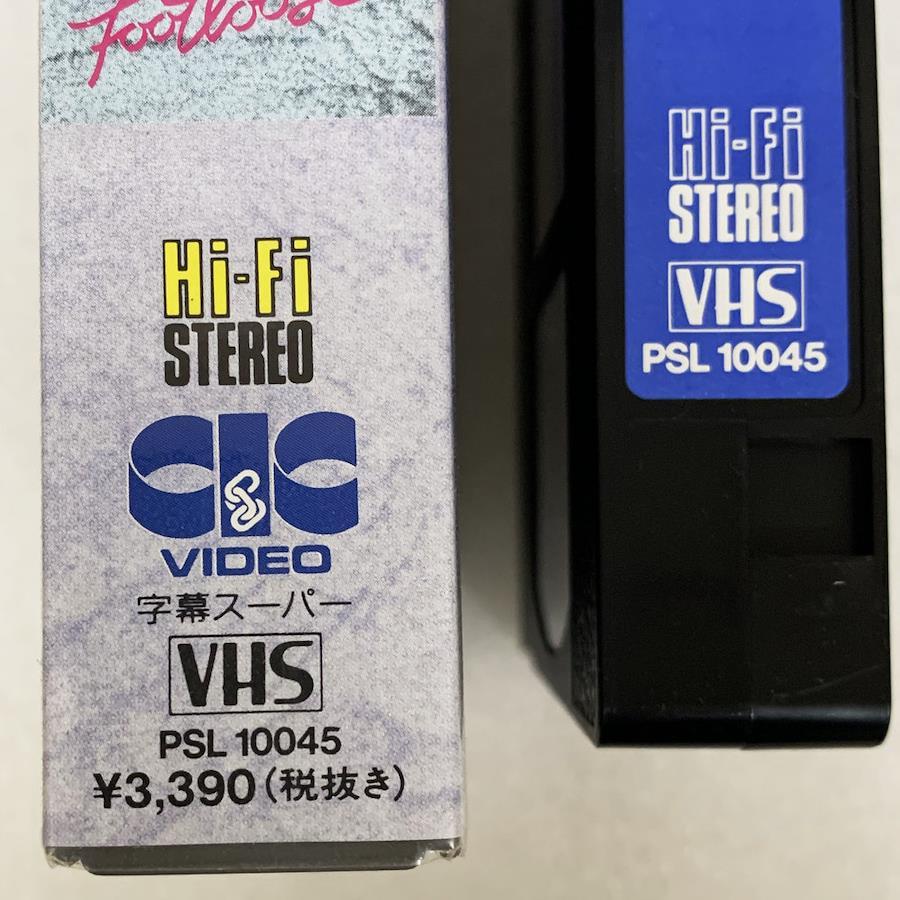 Footloose
Hi-Fi
STEREO
CIC
VIDEO
字幕スーパー
VHS
PSL 10045
¥3,390(税抜き)
Hi-Fi
STEREO
VHS
PSL 10045